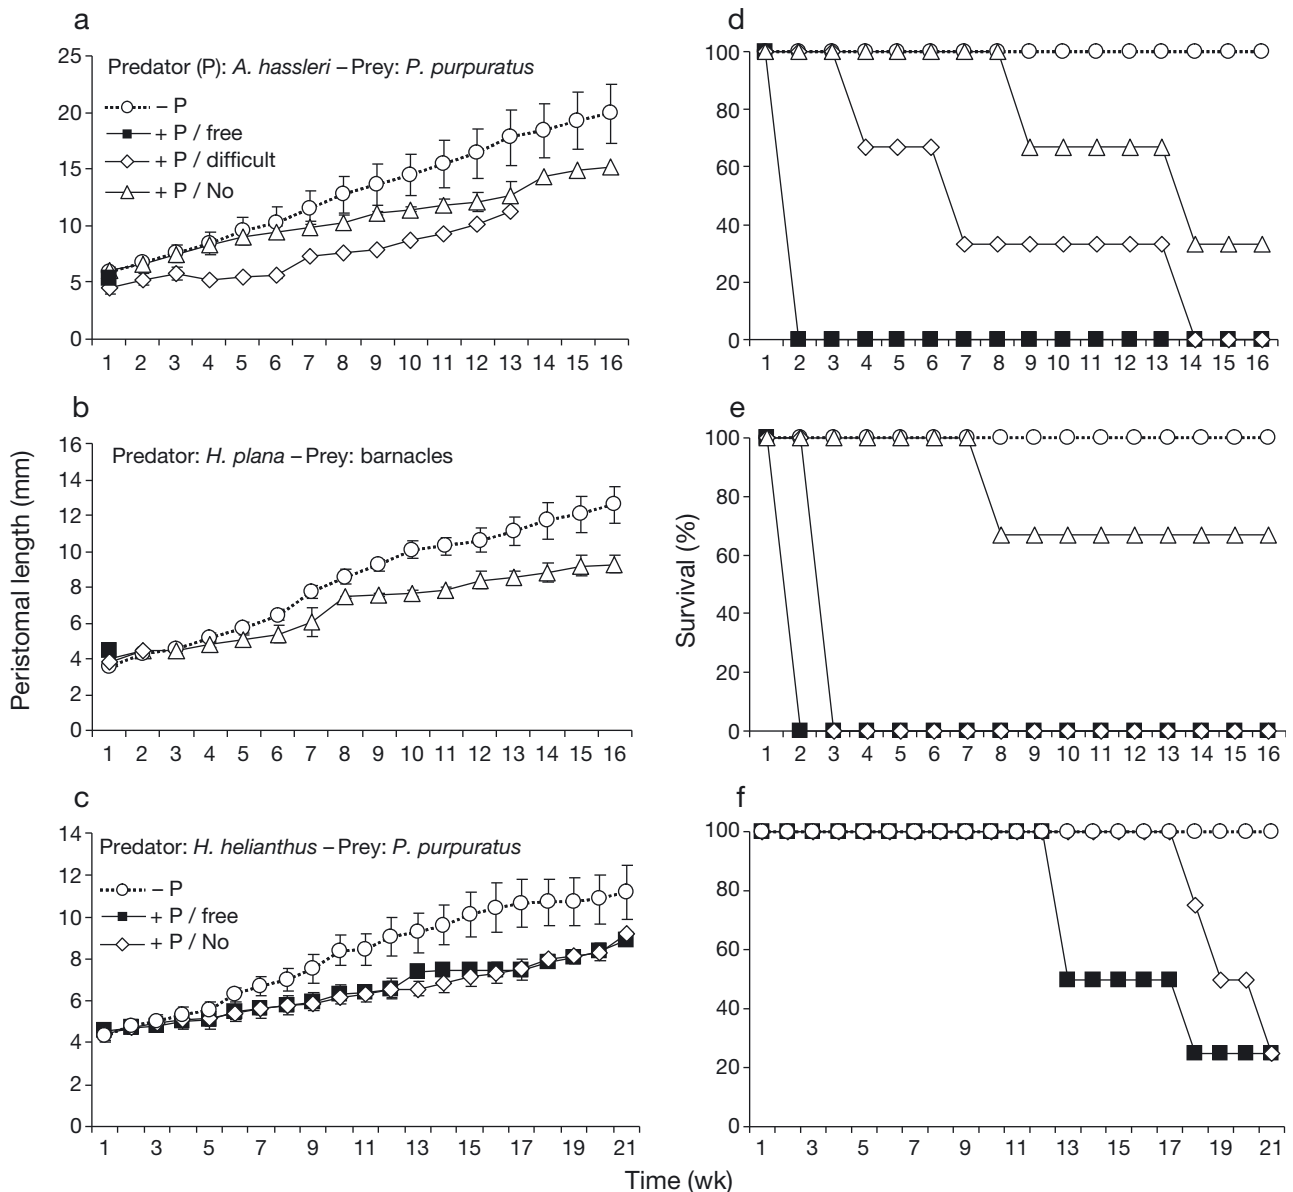 a
25
20
15
10
5
0
Predator (P): A. hassleri – Prey: P. purpuratus
– P
+ P / free
+ P / difficult
+ P / No
1 2 3 4 5 6 7 8 9 10 11 12 13 14 15 16
d
100
80
60
40
20
0
1 2 3 4 5 6 7 8 9 10 11 12 13 14 15 16
b
16
14
12
10
8
6
4
2
0
Predator: H. plana – Prey: barnacles
1 2 3 4 5 6 7 8 9 10 11 12 13 14 15 16
Peristomal length (mm)
e
100
80
60
40
20
0
1 2 3 4 5 6 7 8 9 10 11 12 13 14 15 16
Survival (%)
c
14
12
10
8
6
4
2
0
Predator: H. helianthus – Prey: P. purpuratus
– P
+ P / free
+ P / No
1 3 5 7 9 11 13 15 17 19 21
f
100
80
60
40
20
0
1 3 5 7 9 11 13 15 17 19 21
Time (wk)